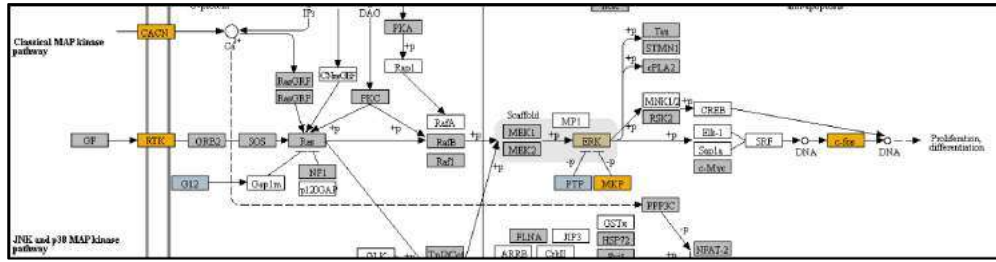 IP3
DAG
CACN
Ca2+
PKA
+p
Tau
STMN1
cPLA2
+p
Classical MAP kinase
pathway
RasGRF
RasGRP
CNrasGEF
Rap1
PKC
MNK1/2
+p
RSK2
CREB
Scaffold
MP1
GF
RTK
GRB2
SOS
Ras
+p
+p
RafA
RafB
Raf1
+p
+p
MEK1
MEK2
ERK
+p
Elk-1
Sap1a
SRF
DNA
c-fos
DNA
Proliferation,
differentiation
c-Myc
G12
Gap1m
NF1
p120GAP
-p
-p
PTP
MKP
PPP3C
-p
NFAT-2
JNK and p38 MAP kinase
pathway
FLNA
JIP3
GSTπ
HSP72
ARRB
CrkII